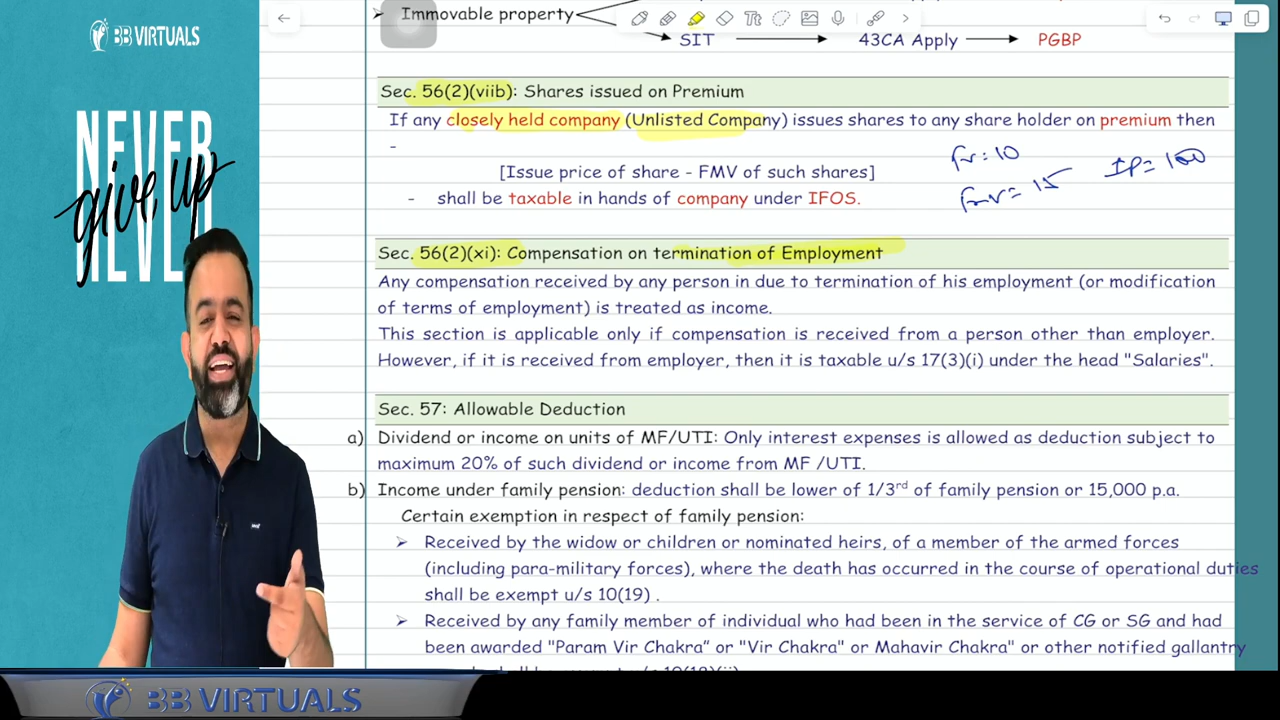 BB VIRTUALS
NEVER
give up
NEVER
➤ Immovable property
SIT → 43CA Apply → PGBP
Sec. 56(2)(viib): Shares issued on Premium
If any closely held company (Unlisted Company) issues shares to any share holder on premium then
-
Fv = 10
IP = 100
[Issue price of share - FMV of such shares]
FMV = 15
- shall be taxable in hands of company under IFOS.
Sec. 56(2)(xi): Compensation on termination of Employment
Any compensation received by any person in due to termination of his employment (or modification
of terms of employment) is treated as income.
This section is applicable only if compensation is received from a person other than employer.
However, if it is received from employer, then it is taxable u/s 17(3)(i) under the head "Salaries".
Sec. 57: Allowable Deduction
a) Dividend or income on units of MF/UTI: Only interest expenses is allowed as deduction subject to
maximum 20% of such dividend or income from MF /UTI.
b) Income under family pension: deduction shall be lower of 1/3rd of family pension or 15,000 p.a.
Certain exemption in respect of family pension:
➤ Received by the widow or children or nominated heirs, of a member of the armed forces
(including para-military forces), where the death has occurred in the course of operational duties
shall be exempt u/s 10(19) .
➤ Received by any family member of individual who had been in the service of CG or SG and had
been awarded "Param Vir Chakra" or "Vir Chakra" or Mahavir Chakra" or other notified gallantry
BB VIRTUALS